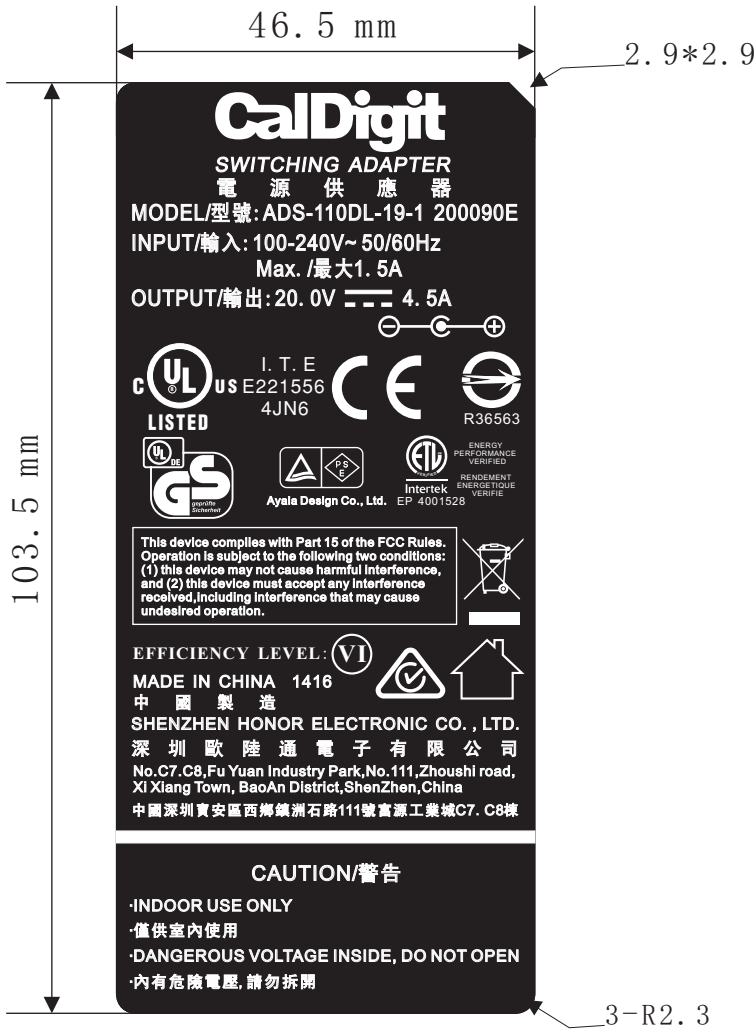 46.5 mm
2.9*2.9
CalDigit
SWITCHING ADAPTER
電源供應器
MODEL/型號:ADS-110DL-19-1 200090E
INPUT/輸入:100-240V~ 50/60Hz
Max. /最大1. 5A
OUTPUT/輸出:20. 0V 4. 5A
C UL US
LISTED
I. T. E
E221556
4JN6
CE
R36563
UL DE
GS
geprüfte
Sicherheit
PS
E
Ayala Design Co., Ltd.
ETL
Intertek
EP 4001528
ENERGY
PERFORMANCE
VERIFIED
RENDEMENT
ENERGETIQUE
VERIFIE
103.5 mm
This device complies with Part 15 of the FCC Rules.
Operation is subject to the following two conditions:
(1) this device may not cause harmful interference,
and (2) this device must accept any interference
received,including interference that may cause
undesired operation.
EFFICIENCY LEVEL: VI
MADE IN CHINA 1416
中國製造
SHENZHEN HONOR ELECTRONIC CO. , LTD.
深圳歐陸通電子有限公司
No.C7.C8,Fu Yuan Industry Park,No.111,Zhoushi road,
Xi Xiang Town, BaoAn District,ShenZhen,China
中國深圳寶安區西鄉鎮洲石路111號富源工業城C7. C8棟
CAUTION/警告
·INDOOR USE ONLY
·僅供室內使用
·DANGEROUS VOLTAGE INSIDE, DO NOT OPEN
·內有危險電壓,請勿拆開
3-R2.3